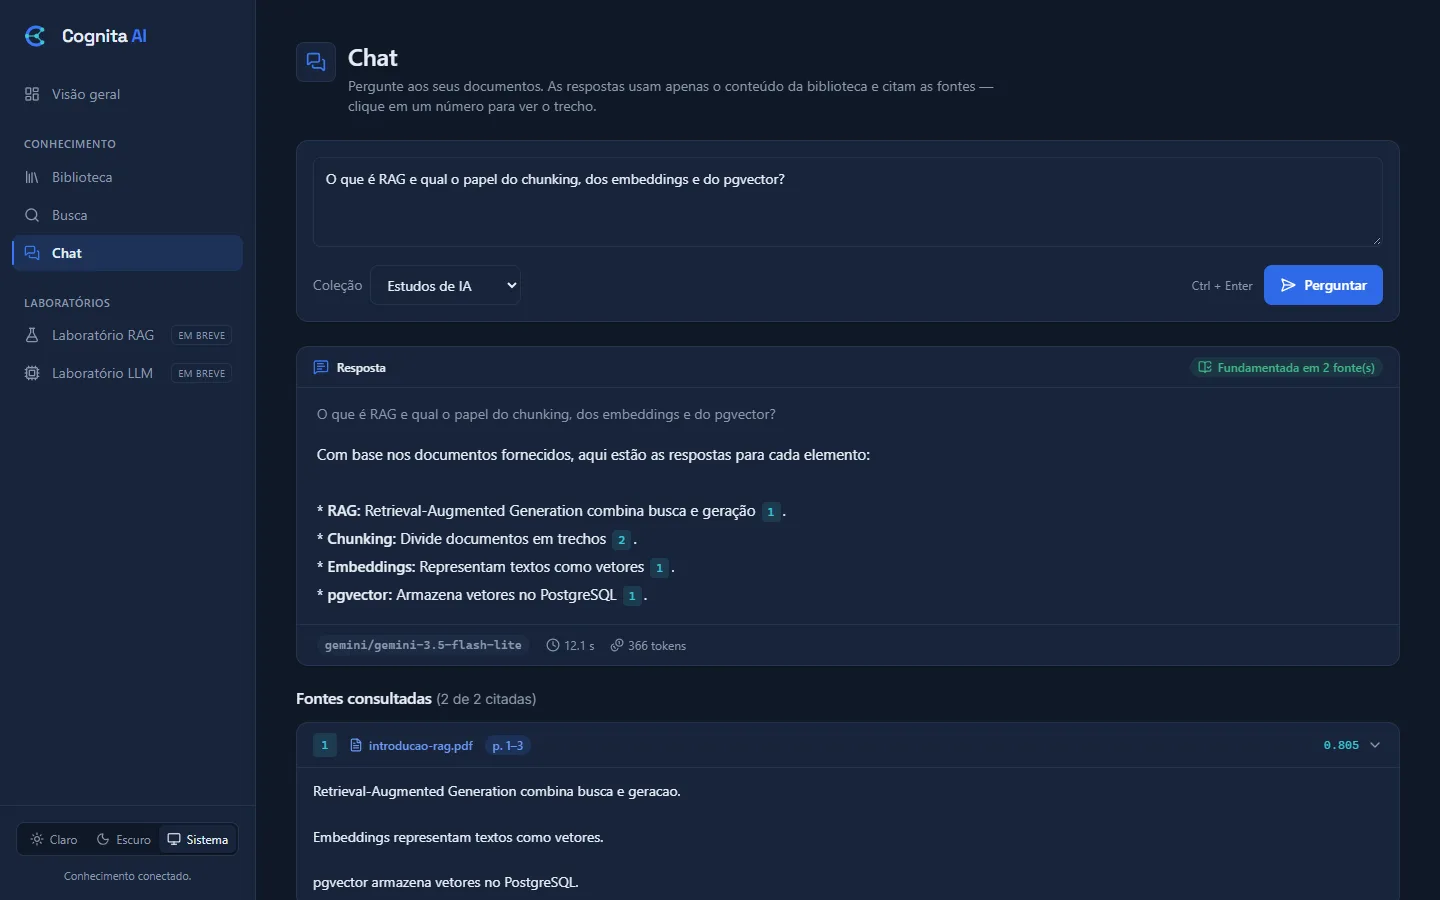 Cognita AI
Visão geral
CONHECIMENTO
Biblioteca
Busca
Chat
LABORATÓRIOS
Laboratório RAG EM BREVE
Laboratório LLM EM BREVE
Claro Escuro Sistema
Conhecimento conectado.
Chat
Pergunte aos seus documentos. As respostas usam apenas o conteúdo da biblioteca e citam as fontes —
clique em um número para ver o trecho.
O que é RAG e qual o papel do chunking, dos embeddings e do pgvector?
Coleção Estudos de IA Ctrl + Enter Perguntar
Resposta Fundamentada em 2 fonte(s)
O que é RAG e qual o papel do chunking, dos embeddings e do pgvector?
Com base nos documentos fornecidos, aqui estão as respostas para cada elemento:
* RAG: Retrieval-Augmented Generation combina busca e geração 1 .
* Chunking: Divide documentos em trechos 2 .
* Embeddings: Representam textos como vetores 1 .
* pgvector: Armazena vetores no PostgreSQL 1 .
gemini/gemini-3.5-flash-lite 12.1 s 366 tokens
Fontes consultadas (2 de 2 citadas)
1 introducao-rag.pdf p. 1–3 0.805
Retrieval-Augmented Generation combina busca e geracao.
Embeddings representam textos como vetores.
pgvector armazena vetores no PostgreSQL.